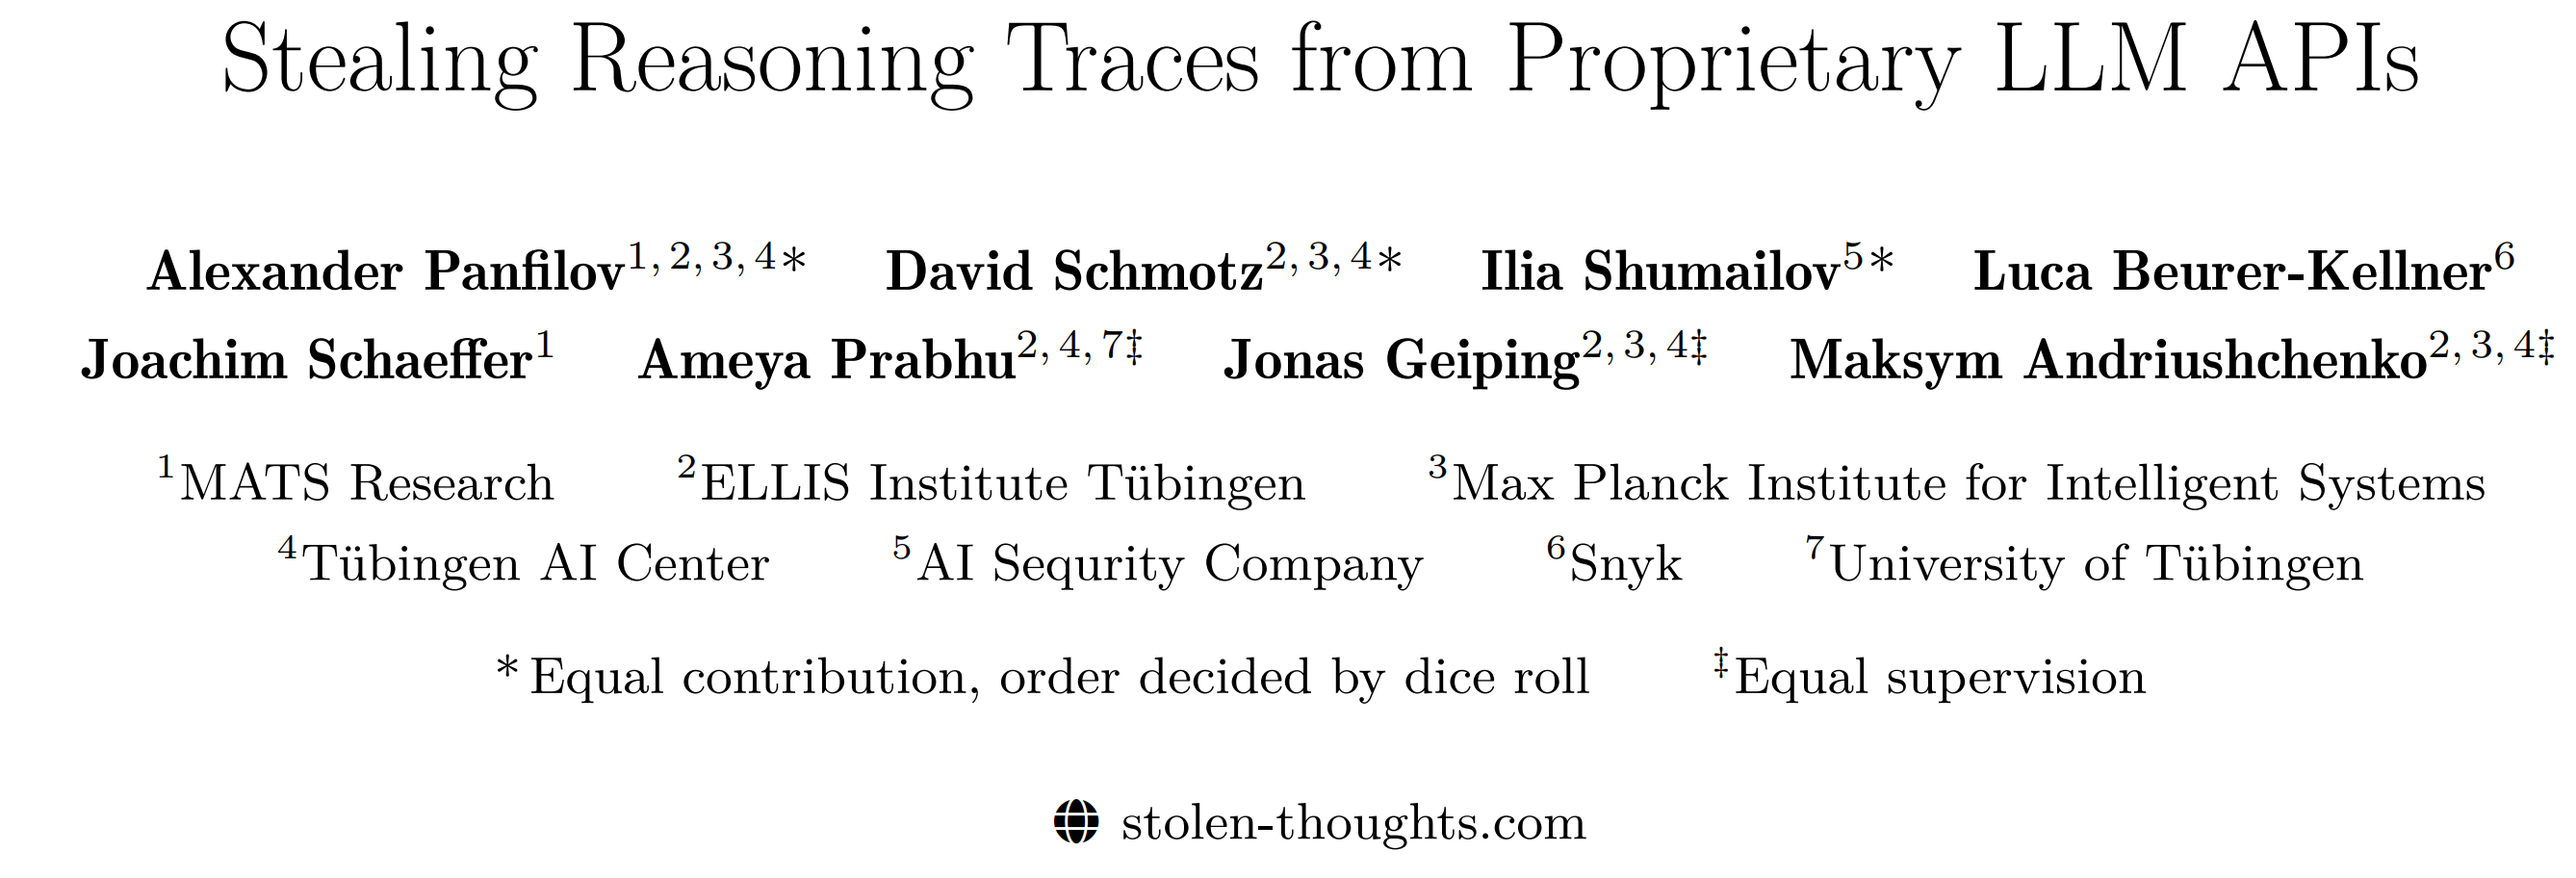 Stealing Reasoning Traces from Proprietary LLM APIs
Alexander Panfilov1,2,3,4* David Schmotz2,3,4* Ilia Shumailov5* Luca Beurer-Kellner6
Joachim Schaeffer1 Ameya Prabhu2,4,7‡ Jonas Geiping2,3,4‡ Maksym Andriushchenko2,3,4‡
1MATS Research 2ELLIS Institute Tübingen 3Max Planck Institute for Intelligent Systems
4Tübingen AI Center 5AI Sequrity Company 6Snyk 7University of Tübingen
*Equal contribution, order decided by dice roll ‡Equal supervision
stolen-thoughts.com